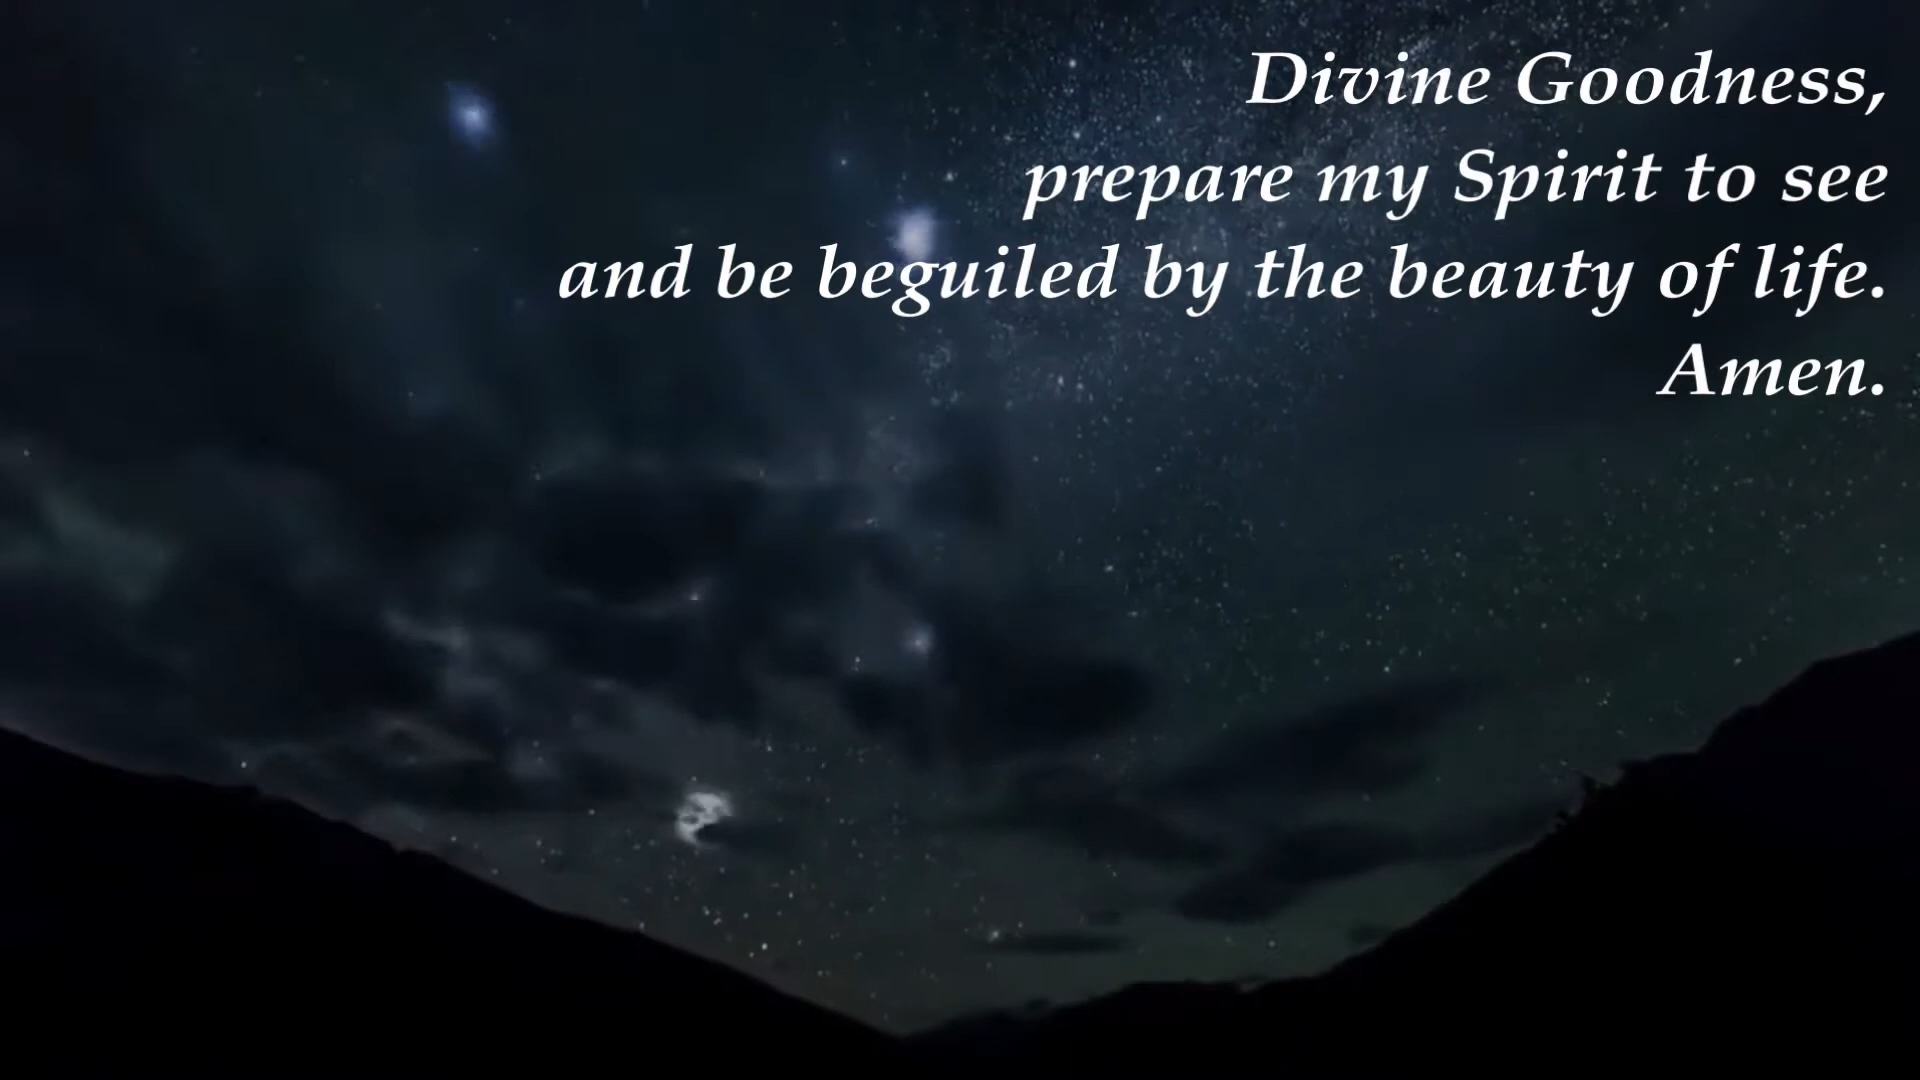 Divine Goodness,
prepare my Spirit to see
and be beguiled by the beauty of life.
Amen.